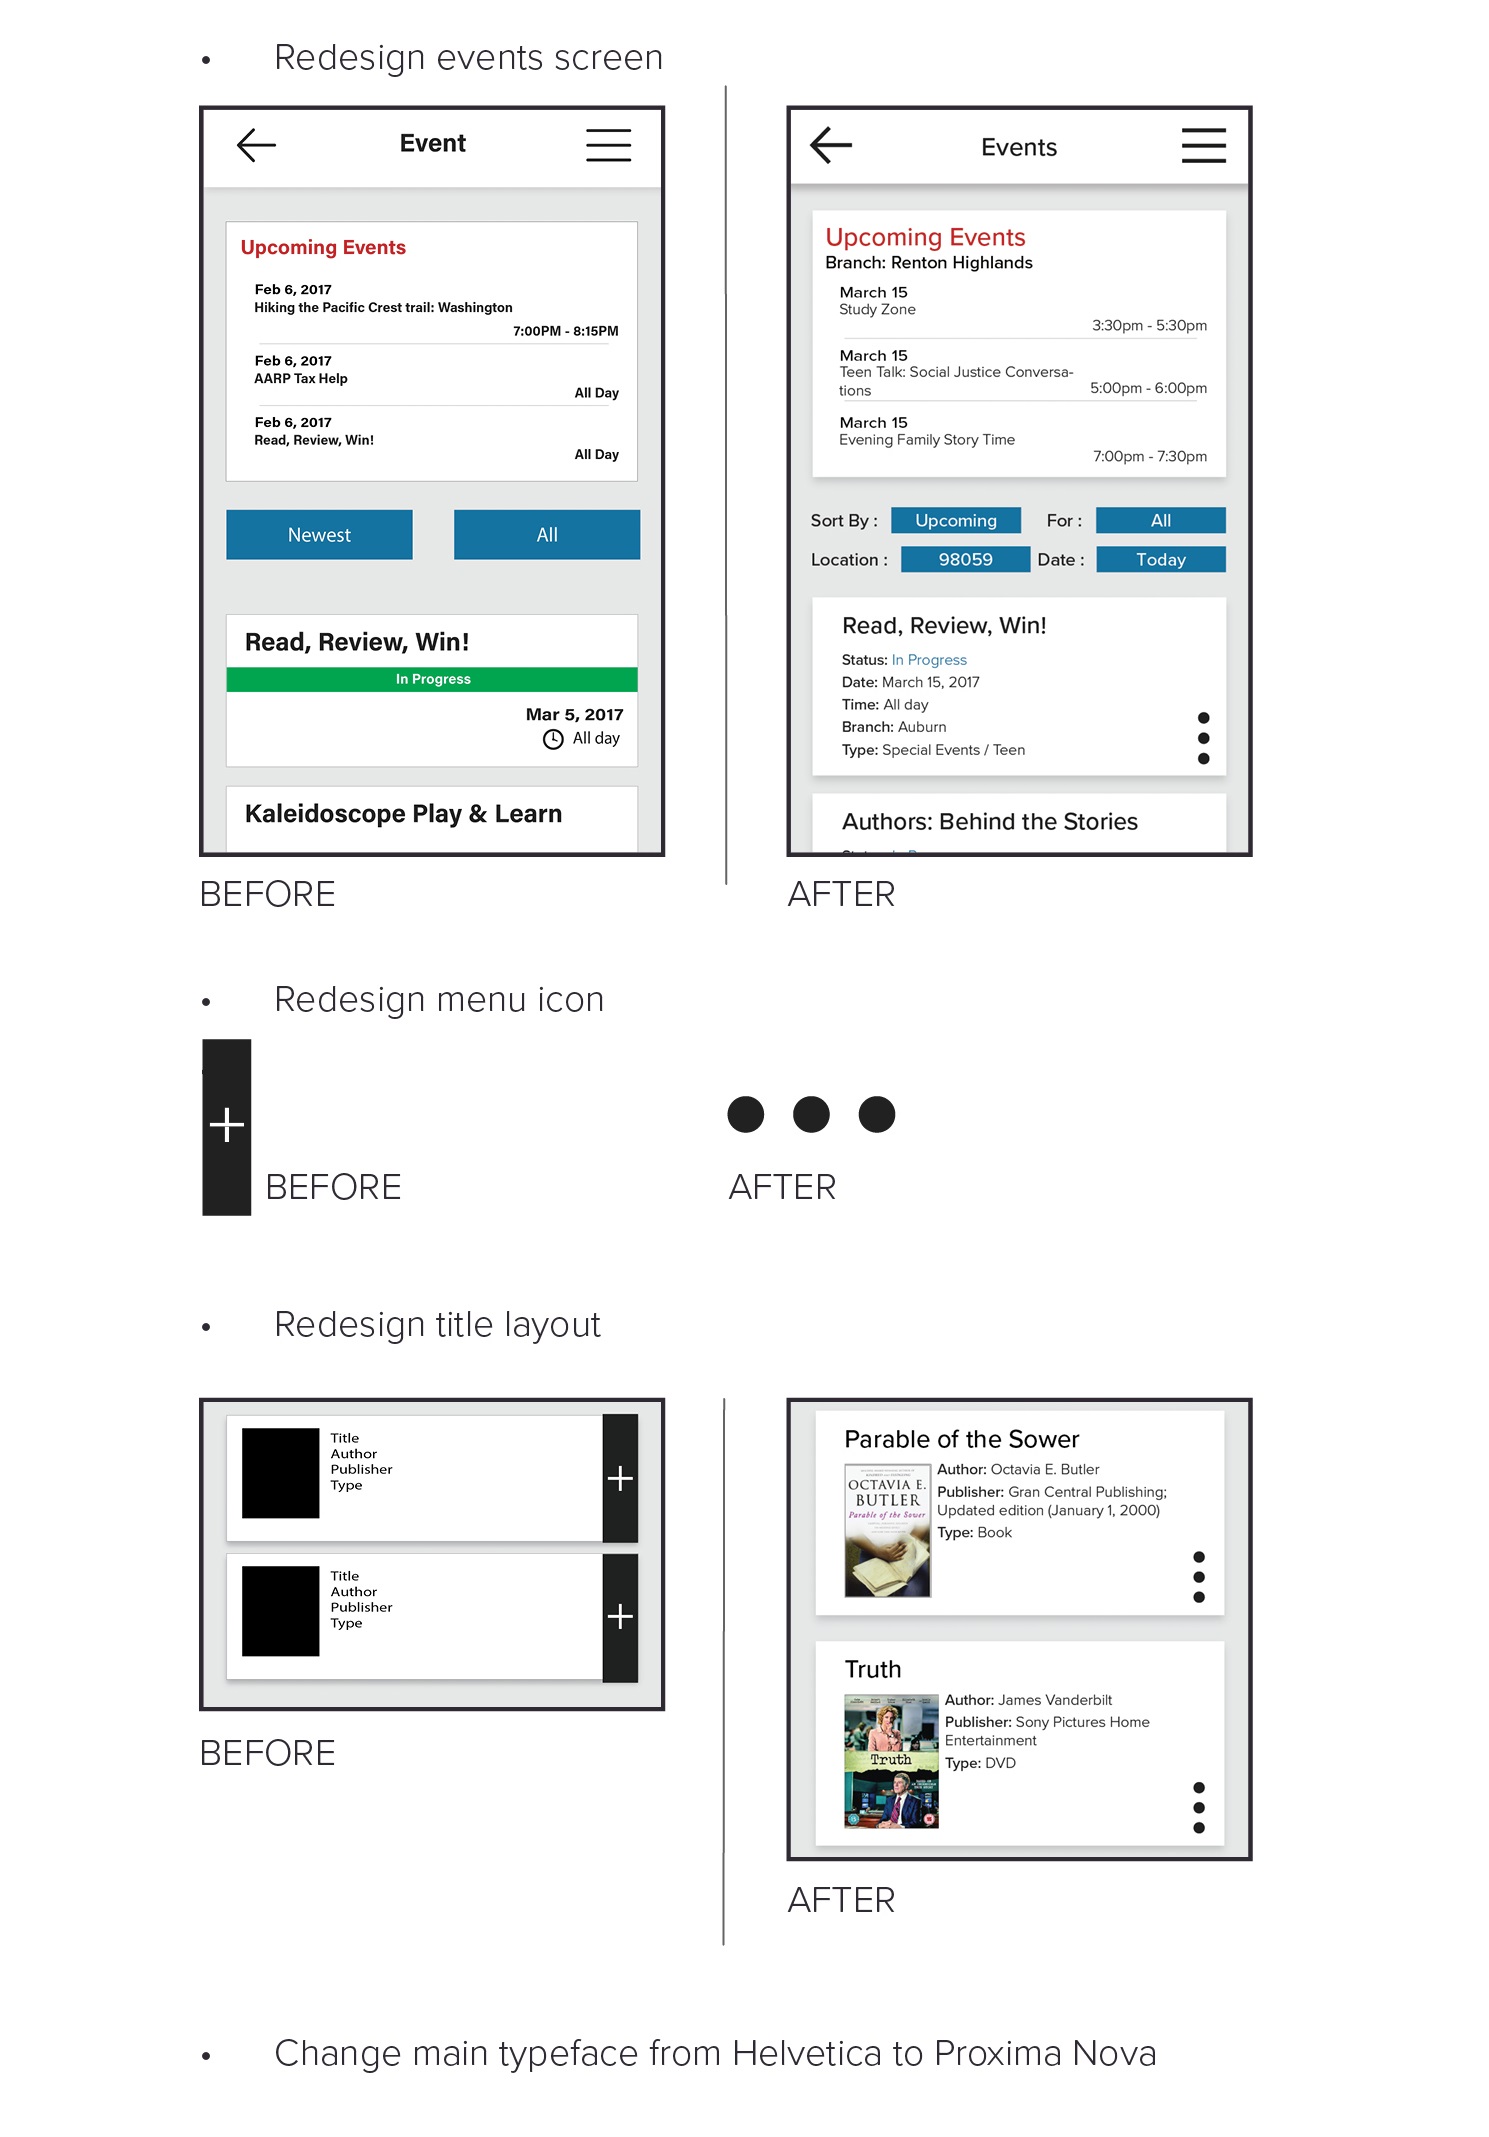 • Redesign events screen
Event
Upcoming Events
Feb 6, 2017
Hiking the Pacific Crest trail: Washington
7:00PM - 8:15PM
Feb 6, 2017
AARP Tax Help
All Day
Feb 6, 2017
Read, Review, Win!
All Day
Newest All
Read, Review, Win!
In Progress
Mar 5, 2017
All day
Kaleidoscope Play & Learn
BEFORE
Events
Upcoming Events
Branch: Renton Highlands
March 15
Study Zone
3:30pm - 5:30pm
March 15
Teen Talk: Social Justice Conversa-
tions
5:00pm - 6:00pm
March 15
Evening Family Story Time
7:00pm - 7:30pm
Sort By : Upcoming For : All
Location : 98059 Date : Today
Read, Review, Win!
Status: In Progress
Date: March 15, 2017
Time: All day
Branch: Auburn
Type: Special Events / Teen
Authors: Behind the Stories
AFTER
• Redesign menu icon
BEFORE
AFTER
• Redesign title layout
Title
Author
Publisher
Type
Title
Author
Publisher
Type
BEFORE
Parable of the Sower
OCTAVIA E.
BUTLER
Parable of the Sower
Author: Octavia E. Butler
Publisher: Gran Central Publishing;
Updated edition (January 1, 2000)
Type: Book
Truth
Truth
Author: James Vanderbilt
Publisher: Sony Pictures Home
Entertainment
Type: DVD
AFTER
• Change main typeface from Helvetica to Proxima Nova